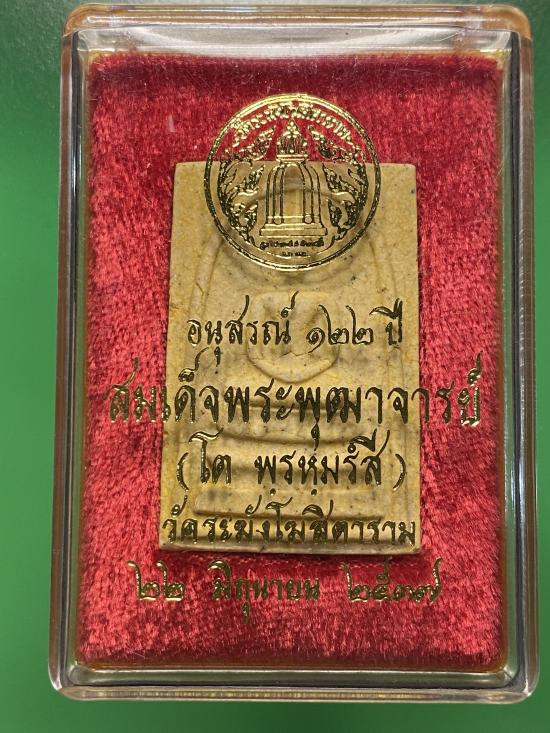 อนุสรณ์ ๑๒๒ ปี
สมเด็จพระพุฒาจารย์
(โต พฺรหฺมรํสี)
วัดระฆังโฆสิตาราม
๒๒ มิถุนายน ๒๕๓๗